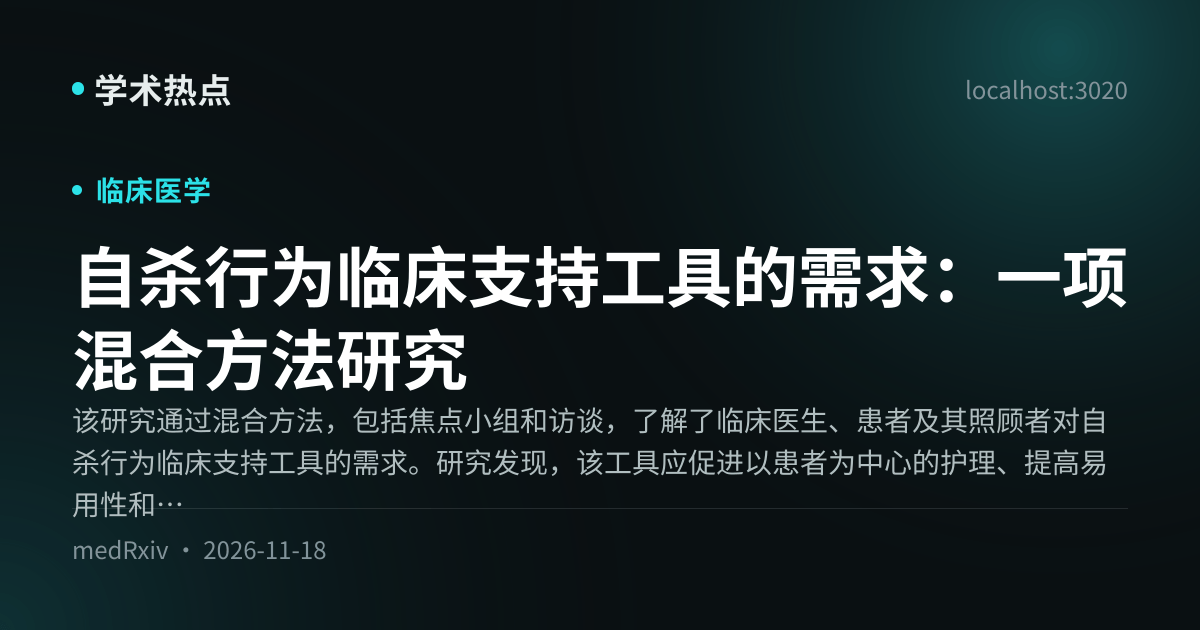 学术热点
localhost:3020
临床医学
自杀行为临床支持工具的需求：一项
混合方法研究
该研究通过混合方法，包括焦点小组和访谈，了解了临床医生、患者及其照顾者对自
杀行为临床支持工具的需求。研究发现，该工具应促进以患者为中心的护理、提高易
用性和…
medRxiv · 2026-11-18